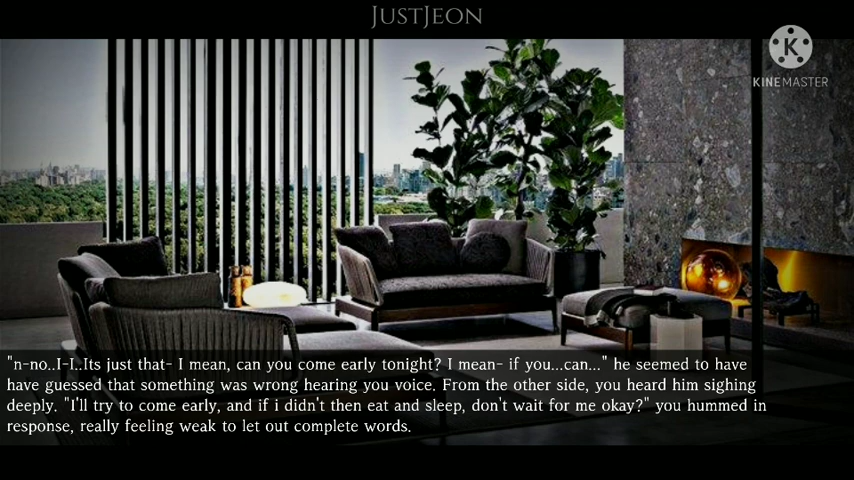 JustJeon
K
KINEMASTER
"n-no..I-I..Its just that- I mean, can you come early tonight? I mean- if you...can..." he seemed to have
have guessed that something was wrong hearing you voice. From the other side, you heard him sighing
deeply. "I'll try to come early, and if i didn't then eat and sleep, don't wait for me okay?" you hummed in
response, really feeling weak to let out complete words.